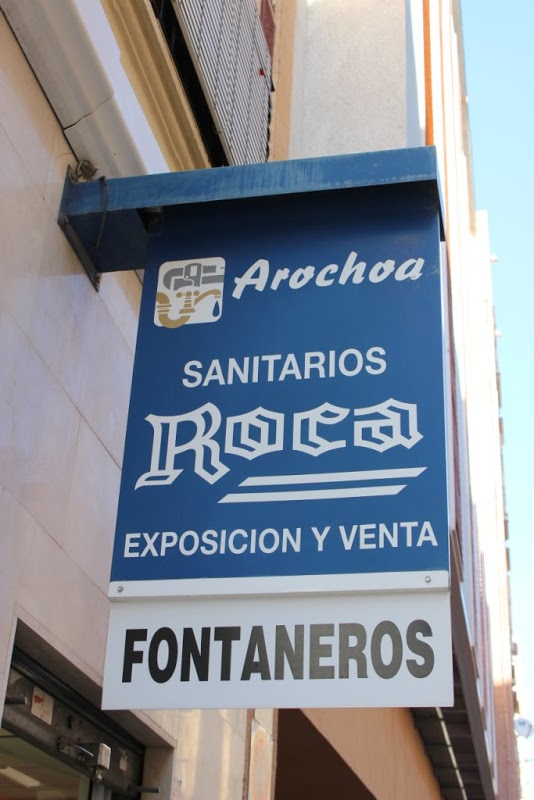 Arochoa
SANITARIOS
Roca
EXPOSICION Y VENTA
FONTANEROS